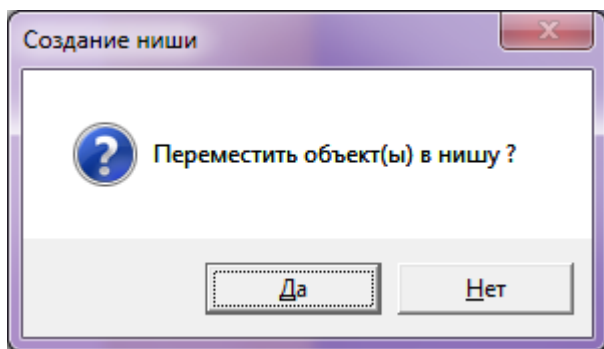 Создание ниши
Переместить объект(ы) в нишу ?
Да
Нет